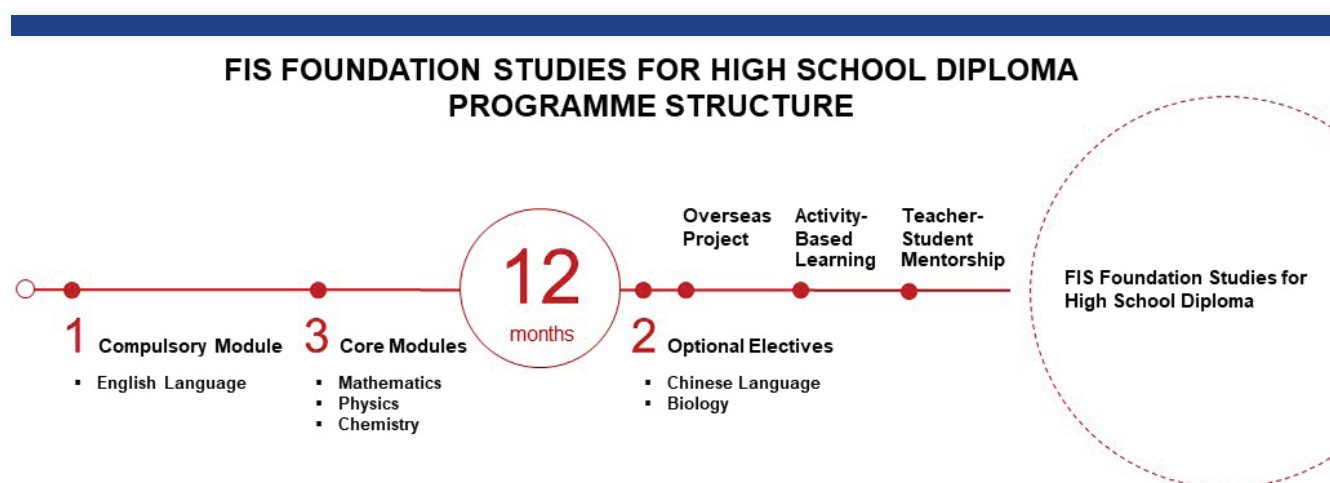 FIS FOUNDATION STUDIES FOR HIGH SCHOOL DIPLOMA
PROGRAMME STRUCTURE
1 Compulsory Module
▪ English Language
3 Core Modules
▪ Mathematics
▪ Physics
▪ Chemistry
12
months
Overseas
Project
Activity-
Based
Learning
Teacher-
Student
Mentorship
2 Optional Electives
▪ Chinese Language
▪ Biology
FIS Foundation Studies for
High School Diploma